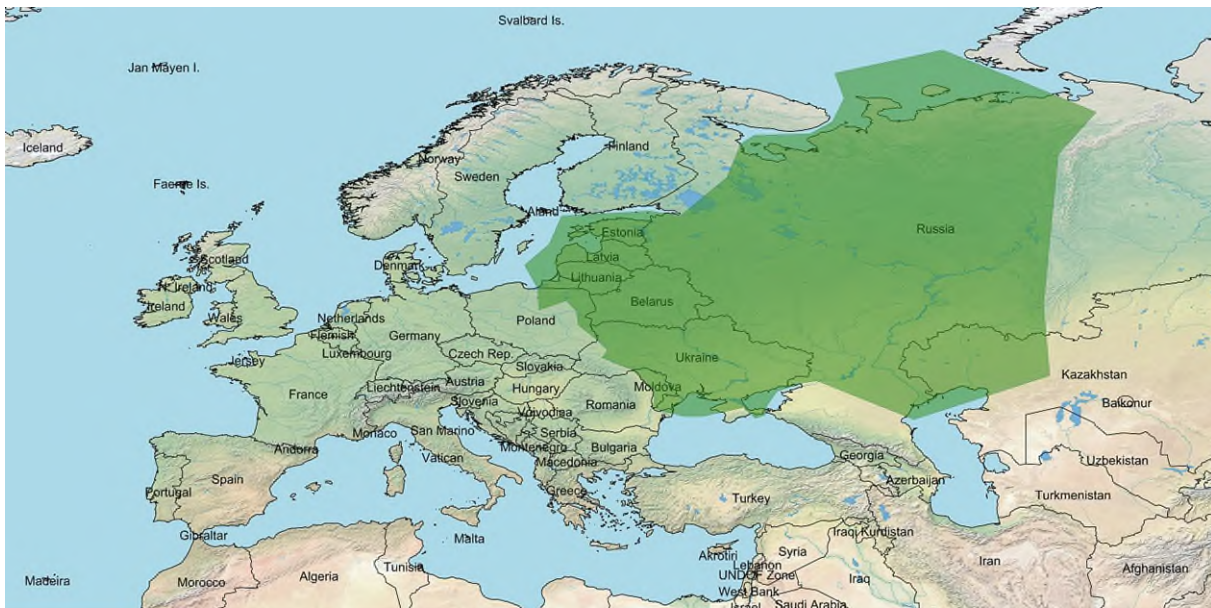 Svalbard Is.
Jan Mayen I.
Iceland
Finland
Norway
Sweden
Faeroe Is.
Aland
Estonia
Russia
Scotland
Latvia
Denmark
Lithuania
N. Ireland
Ireland
Belarus
Wales
Netherlands
Poland
Flemish
Germany
Luxembourg
Czech Rep.
Ukraine
Jersey
Slovakia
Kazakhstan
Liechtenstein
Austria
Hungary
Moldova
France
Slovenia
Romania
Baikonur
Vojvodina
San Marino
Monaco
Serbia
Andorra
Montenegro
Bulgaria
Vatican
Macedonia
Georgia
Uzbekistan
Spain
Azerbaijan
Portugal
Greece
Turkey
Turkmenistan
Gibraltar
Malta
Iraqi Kurdistan
Akrotiri
Syria
Iran
Tunisia
Lebanon
Afghanistan
Madeira
Morocco
Algeria
UNDOF Zone
Iraq
West Bank
Israel
Saudi Arabia